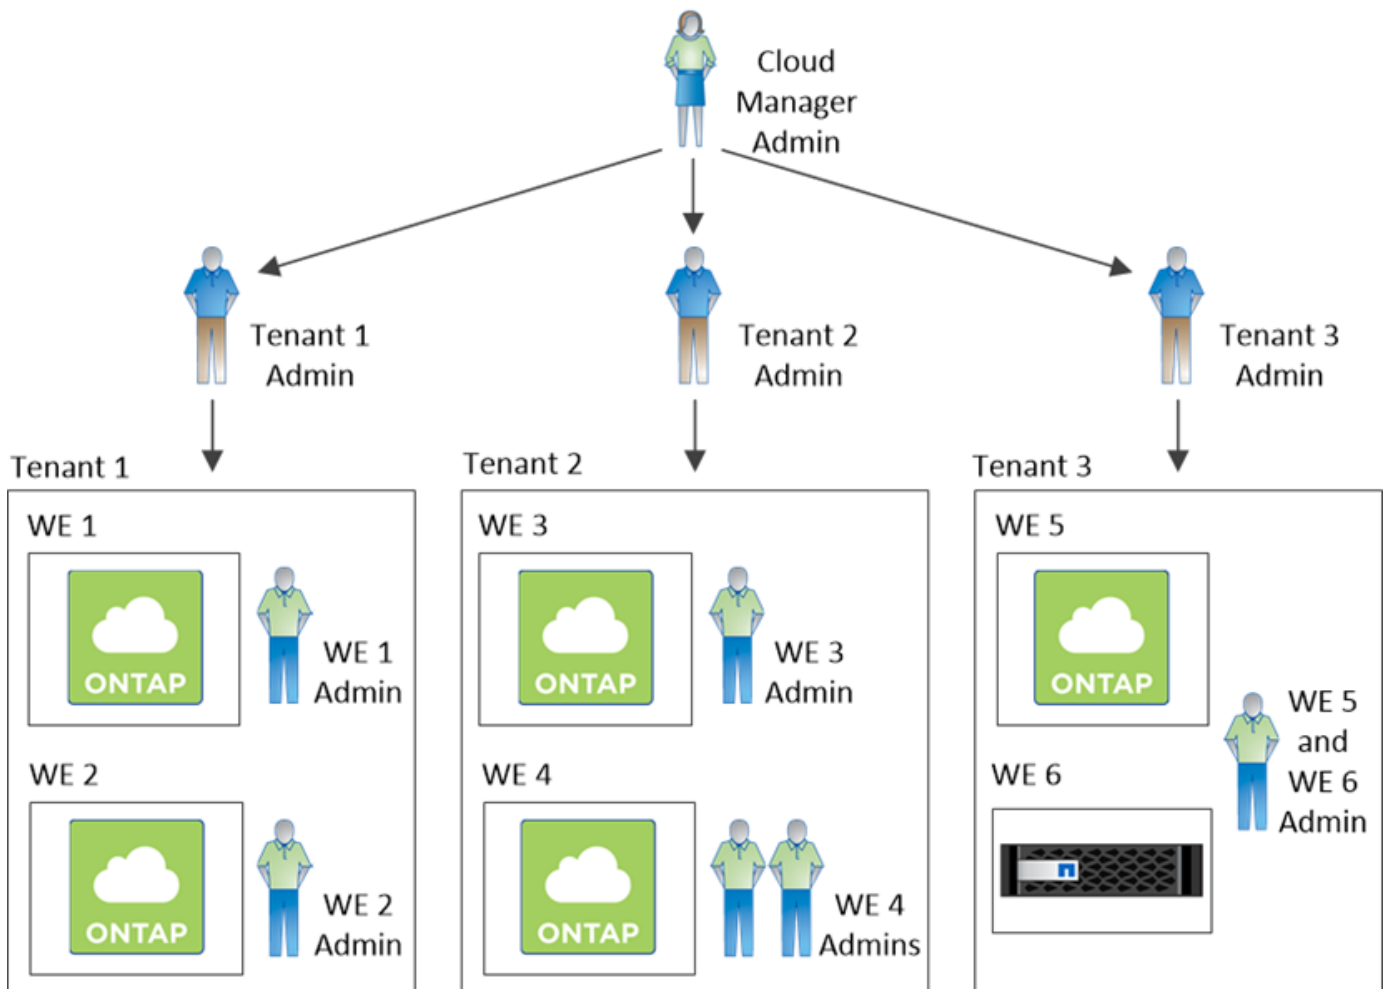 Cloud
Manager
Admin
Tenant 1
Admin
Tenant 2
Admin
Tenant 3
Admin
Tenant 1
WE 1
ONTAP
WE 1
Admin
WE 2
ONTAP
WE 2
Admin
Tenant 2
WE 3
ONTAP
WE 3
Admin
WE 4
ONTAP
WE 4
Admins
Tenant 3
WE 5
ONTAP
WE 5
and
WE 6
Admin
WE 6